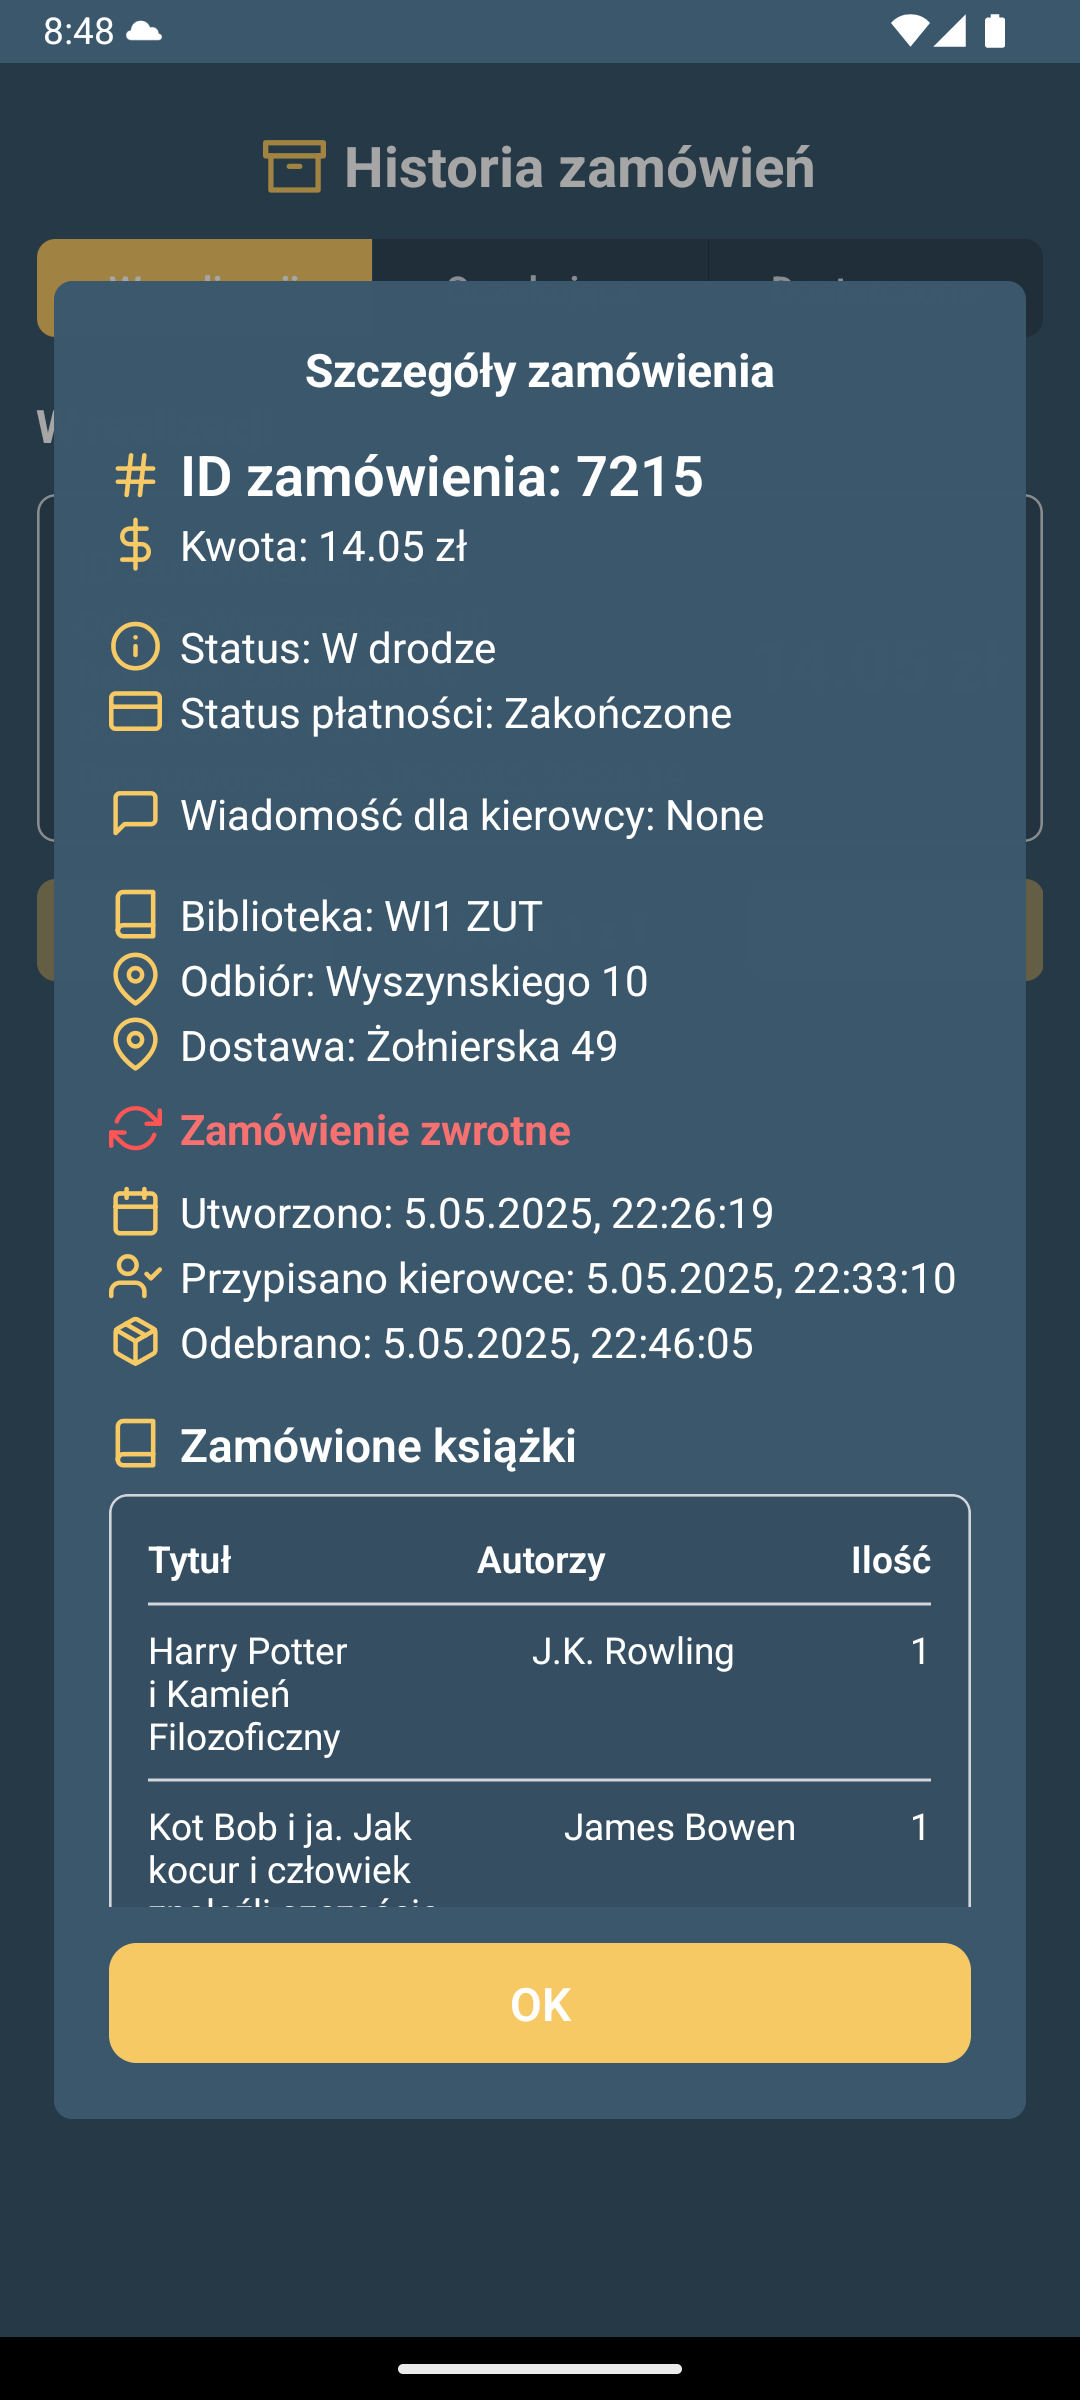 8:48
Historia zamówień
Szczegóły zamówienia
ID zamówienia: 7215
Kwota: 14.05 zł
Status: W drodze
Status płatności: Zakończone
Wiadomość dla kierowcy: None
Biblioteka: WI1 ZUT
Odbiór: Wyszynskiego 10
Dostawa: Żołnierska 49
Zamówienie zwrotne
Utworzono: 5.05.2025, 22:26:19
Przypisano kierowce: 5.05.2025, 22:33:10
Odebrano: 5.05.2025, 22:46:05
Zamówione książki
Tytuł Autorzy Ilość
Harry Potter J.K. Rowling 1
i Kamień
Filozoficzny
Kot Bob i ja. Jak James Bowen 1
kocur i człowiek
OK